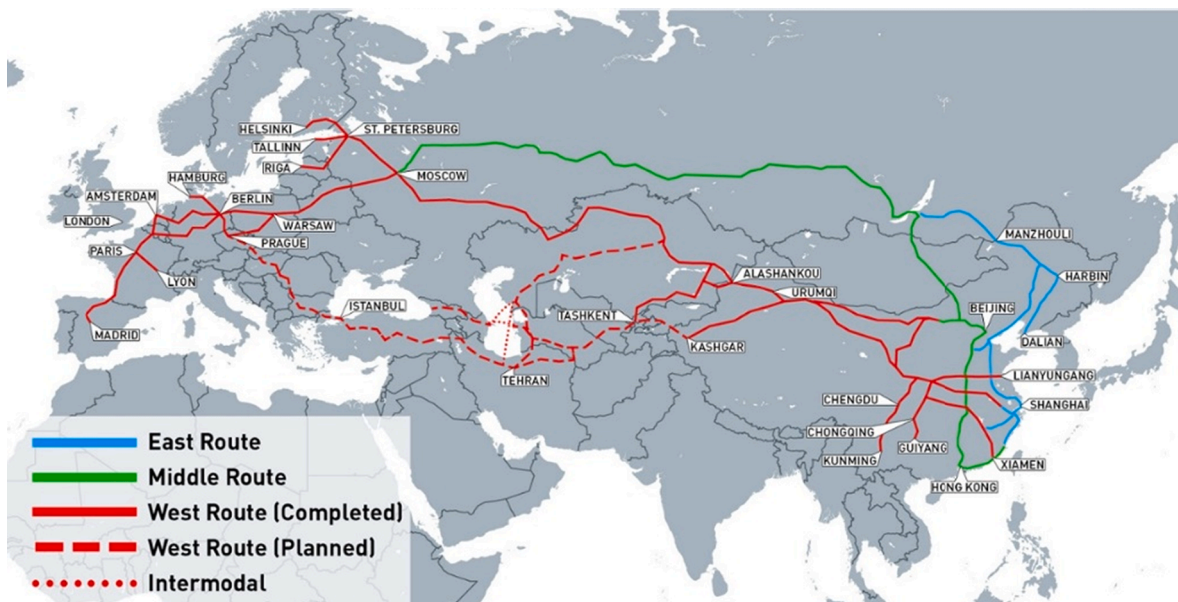 HELSINKI
ST. PETERSBURG
TALLINN
RIGA
MOSCOW
HAMBURG
AMSTERDAM
BERLIN
LONDON
WARSAW
PARIS
PRAGUE
LYON
MADRID
ISTANBUL
TEHRAN
TASHKENT
KASHGAR
ALASHANKOU
URUMQI
MANZHOULI
HARBIN
BEIJING
DALIAN
LIANYUNGANG
CHENGDU
SHANGHAI
CHONGQING
GUIYANG
KUNMING
XIAMEN
HONG KONG
East Route
Middle Route
West Route (Completed)
West Route (Planned)
Intermodal